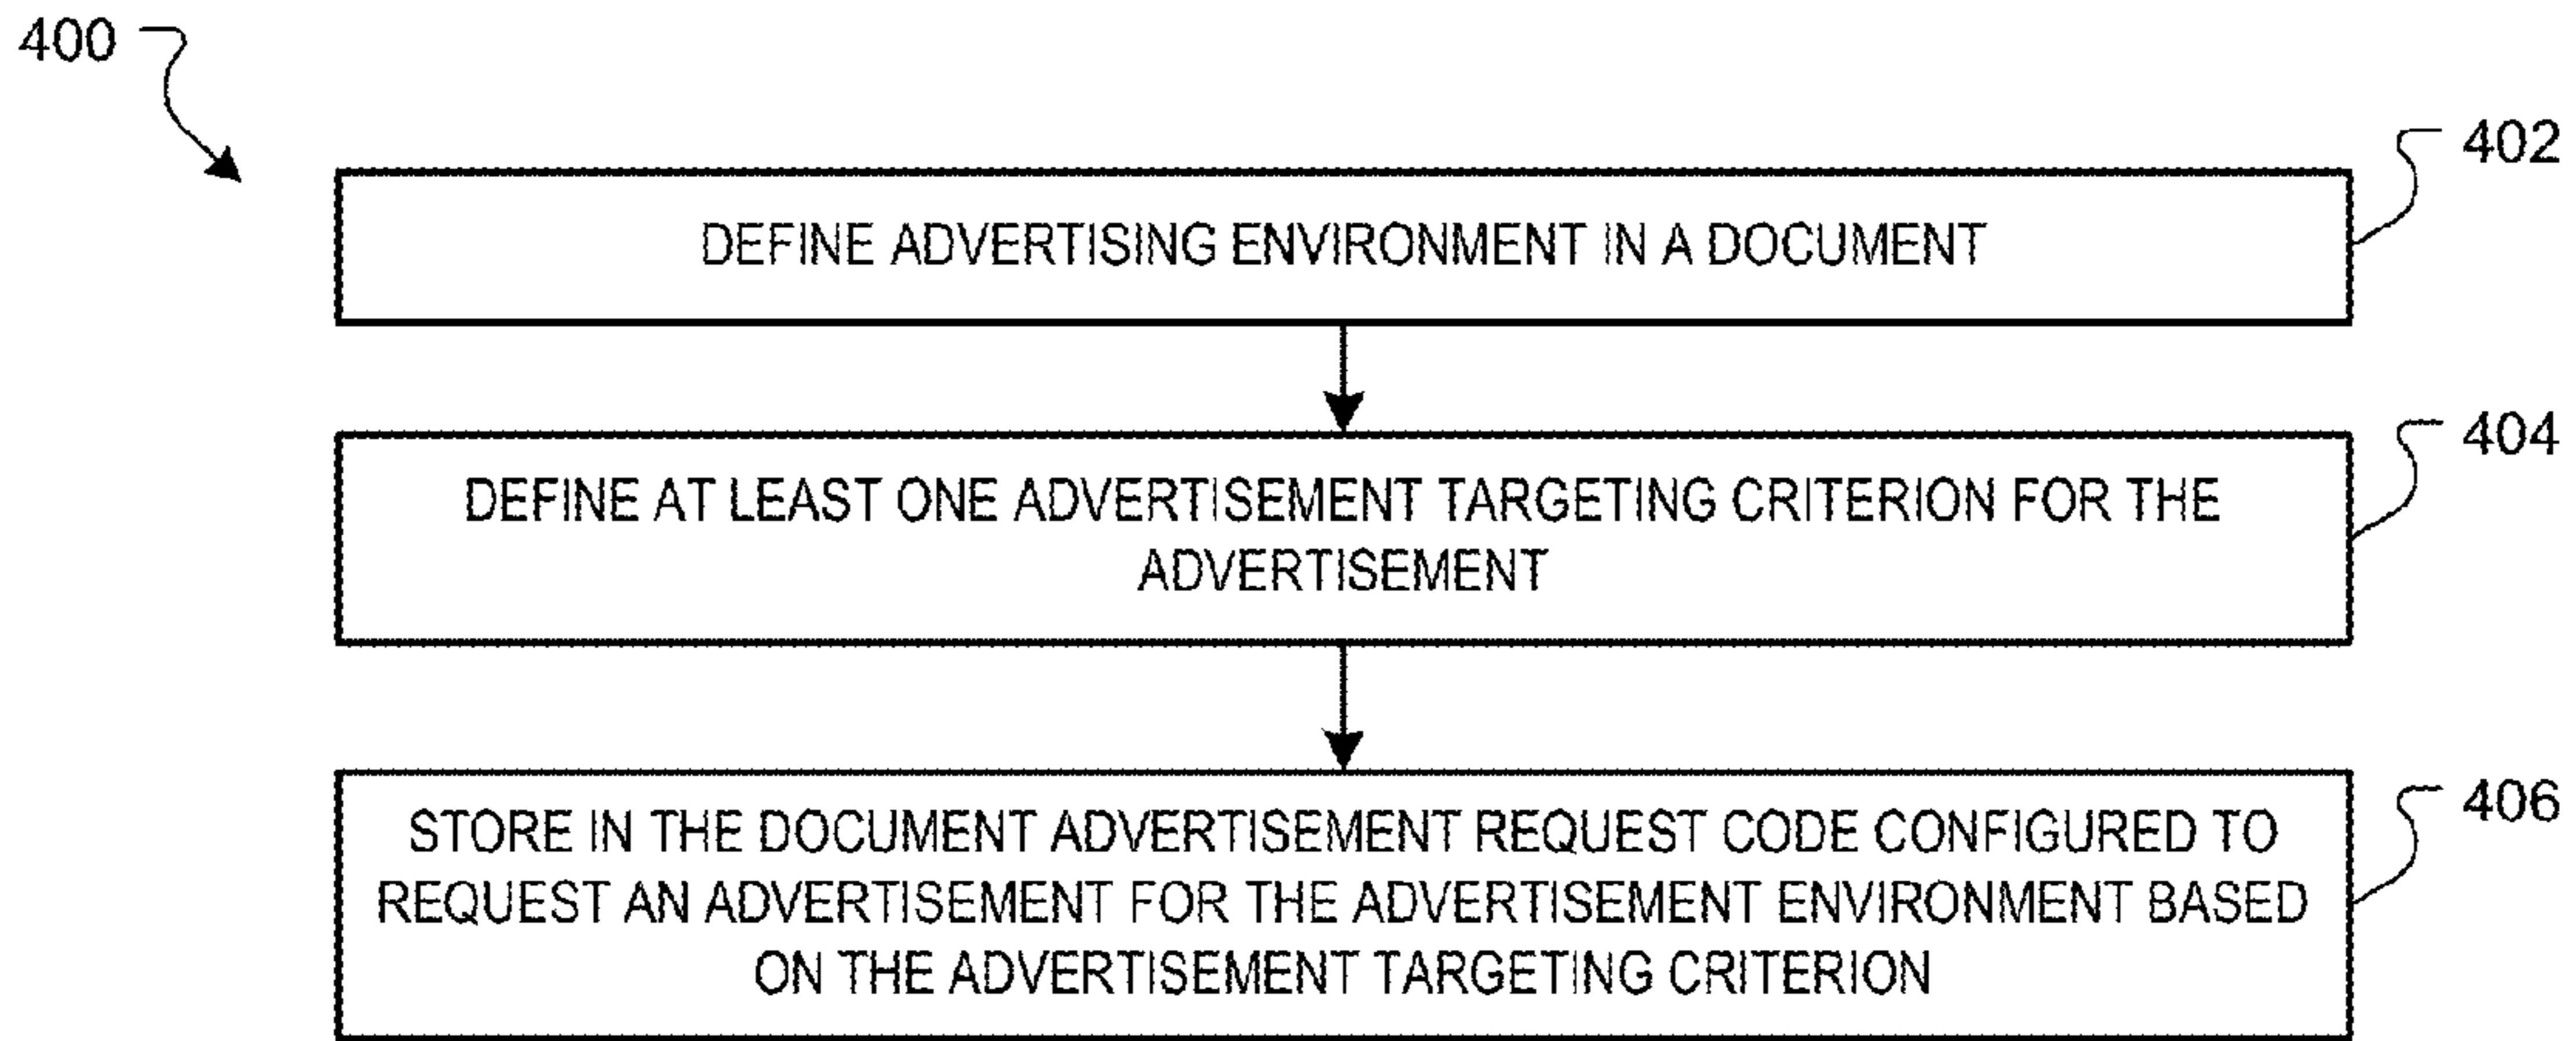 400
402
DEFINE ADVERTISING ENVIRONMENT IN A DOCUMENT
404
DEFINE AT LEAST ONE ADVERTISEMENT TARGETING CRITERION FOR THE
ADVERTISEMENT
406
STORE IN THE DOCUMENT ADVERTISEMENT REQUEST CODE CONFIGURED TO
REQUEST AN ADVERTISEMENT FOR THE ADVERTISEMENT ENVIRONMENT BASED
ON THE ADVERTISEMENT TARGETING CRITERION